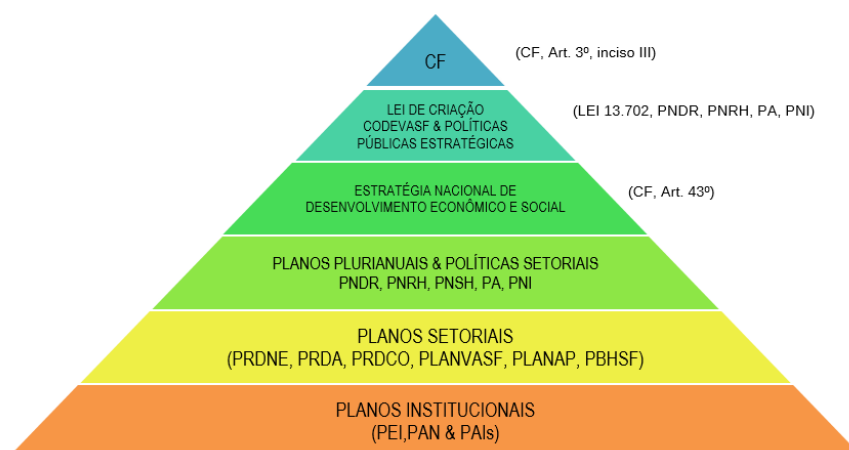 CF
(CF, Art. 3º, inciso III)
LEI DE CRIAÇÃO
CODEVASF & POLÍTICAS
PÚBLICAS ESTRATÉGICAS
(LEI 13.702, PNDR, PNRH, PA, PNI)
ESTRATÉGIA NACIONAL DE
DESENVOLVIMENTO ECONÔMICO E SOCIAL
(CF, Art. 43º)
PLANOS PLURIANUAIS & POLÍTICAS SETORIAIS
PNDR, PNRH, PNSH, PA, PNI
PLANOS SETORIAIS
(PRDNE, PRDA, PRDCO, PLANVASF, PLANAP, PBHSF)
PLANOS INSTITUCIONAIS
(PEI,PAN & PAIs)